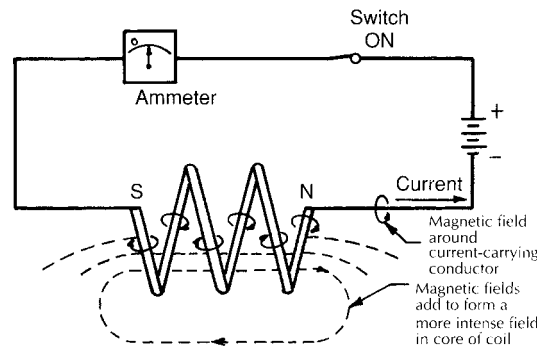 Switch
ON
0
Ammeter
+
−
S
N
Current
Magnetic field
around
current-carrying
conductor
Magnetic fields
add to form a
more intense field
in core of coil